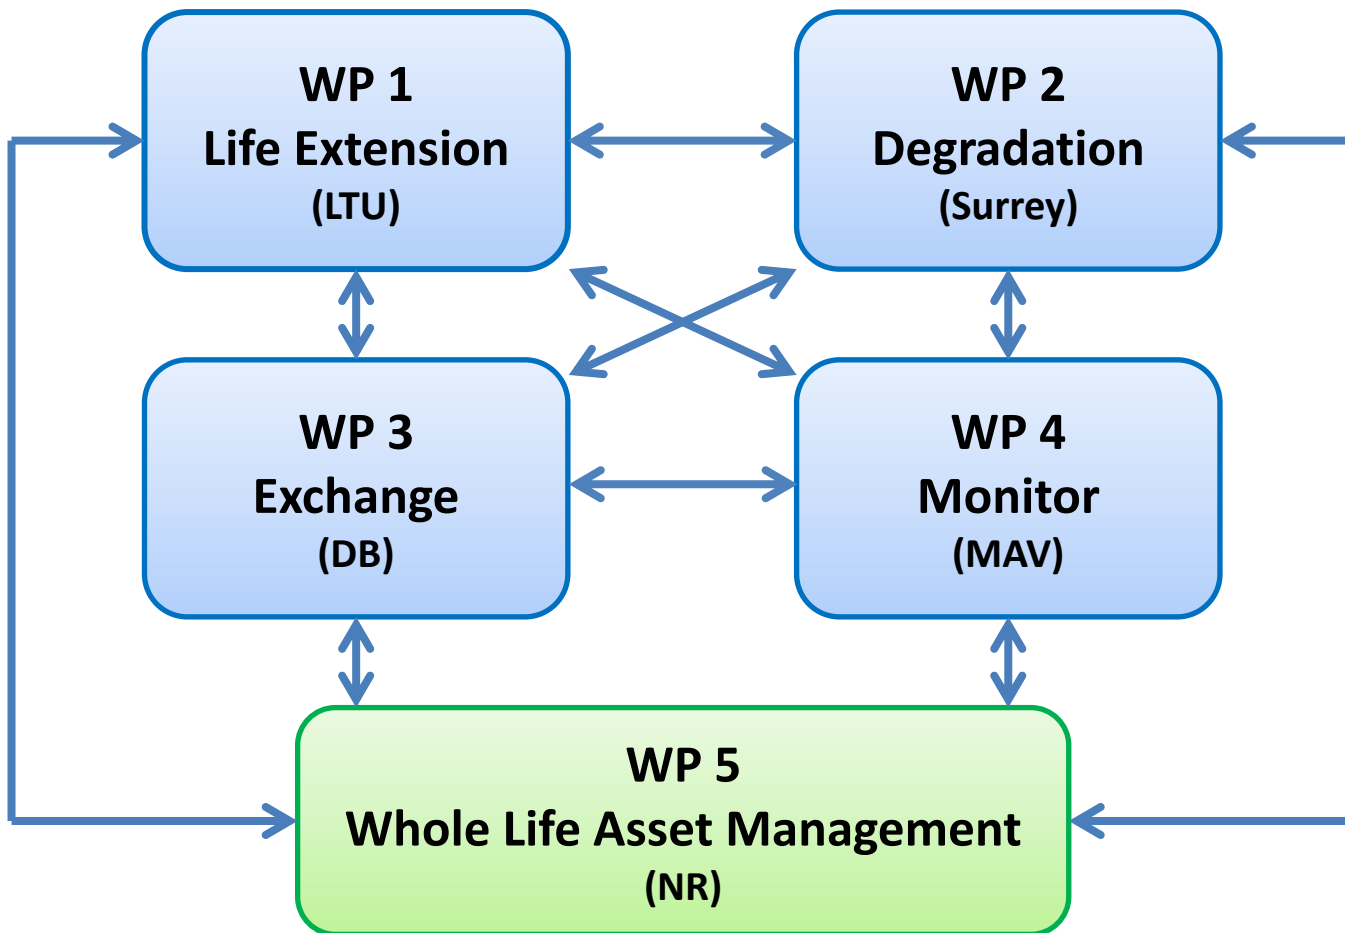 WP 1
Life Extension
(LTU)
WP 2
Degradation
(Surrey)
WP 3
Exchange
(DB)
WP 4
Monitor
(MAV)
WP 5
Whole Life Asset Management
(NR)